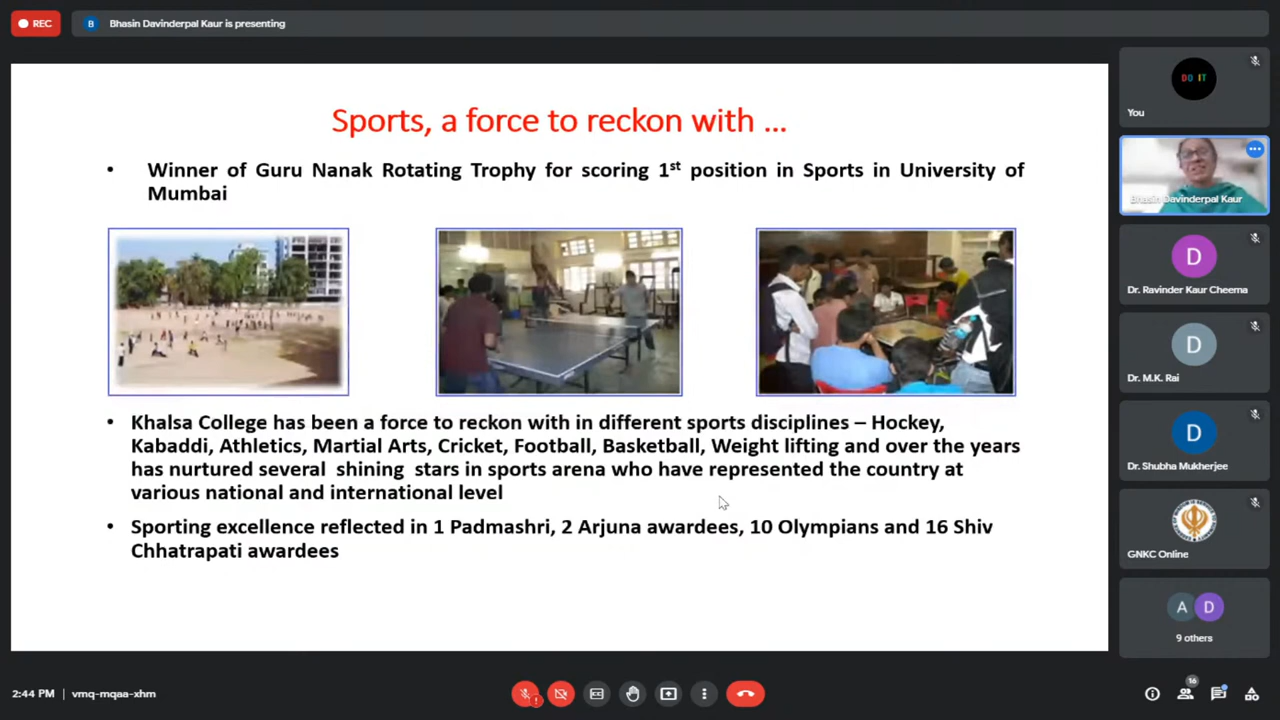 REC
B
Bhasin Davinderpal Kaur is presenting
Sports, a force to reckon with ...
• Winner of Guru Nanak Rotating Trophy for scoring 1st position in Sports in University of
Mumbai
• Khalsa College has been a force to reckon with in different sports disciplines – Hockey,
Kabaddi, Athletics, Martial Arts, Cricket, Football, Basketball, Weight lifting and over the years
has nurtured several shining stars in sports arena who have represented the country at
various national and international level
• Sporting excellence reflected in 1 Padmashri, 2 Arjuna awardees, 10 Olympians and 16 Shiv
Chhatrapati awardees
DO IT
You
Bhasin Davinderpal Kaur
D
Dr. Ravinder Kaur Cheema
D
Dr. M.K. Rai
D
Dr. Shubha Mukherjee
GNKC Online
A D
9 others
2:44 PM | vmq-mqaa-xhm
16